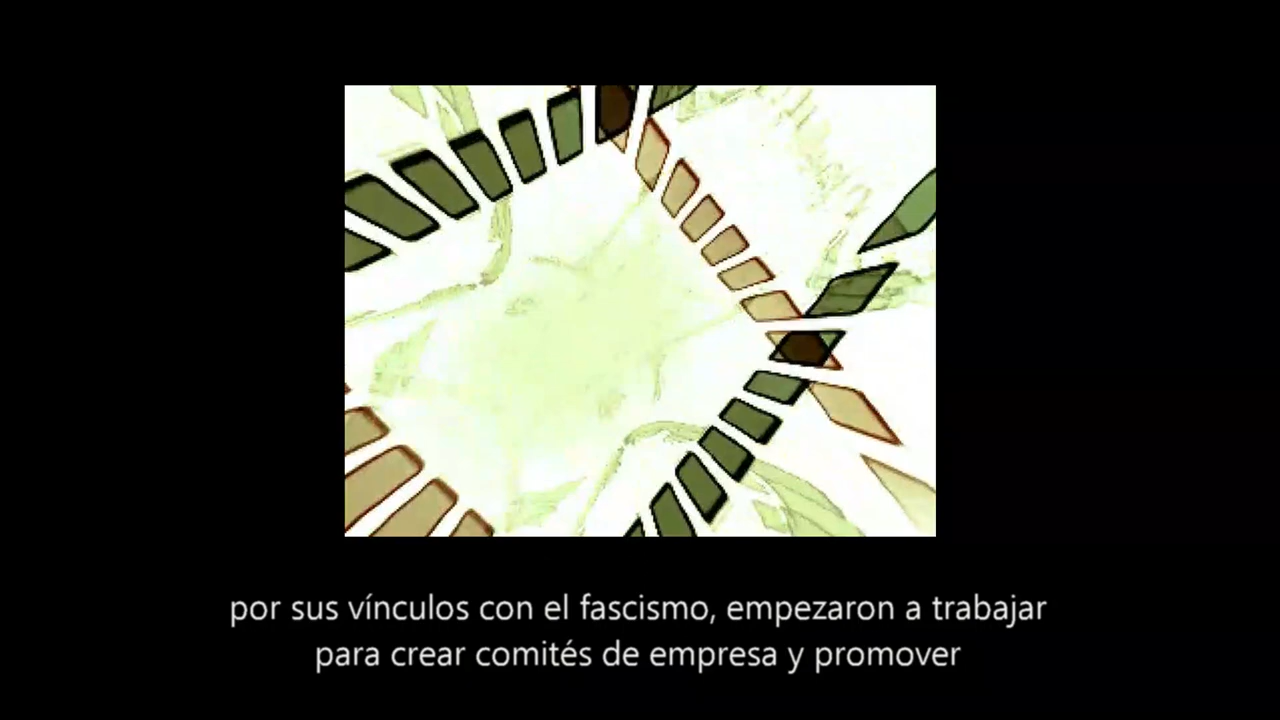 por sus vínculos con el fascismo, empezaron a trabajar
para crear comités de empresa y promover